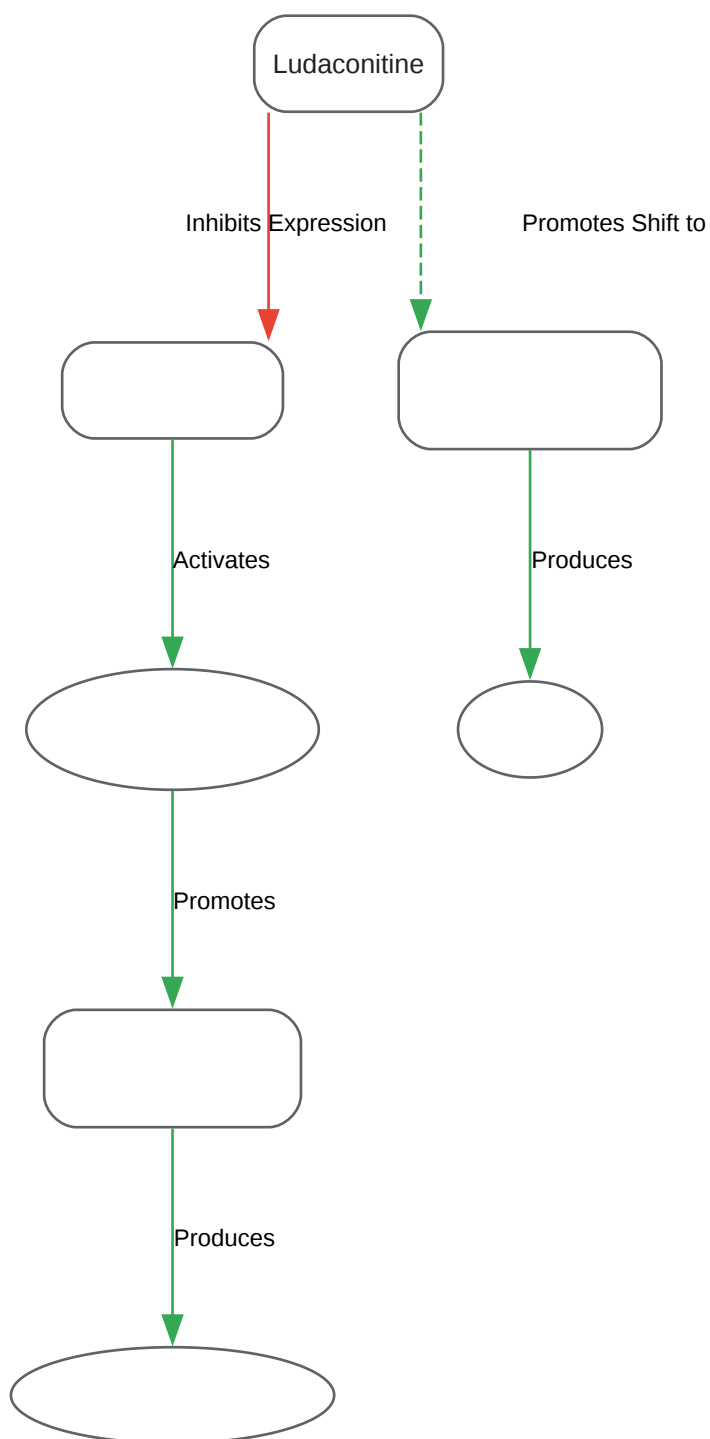 Ludaconitine
Inhibits Expression
Promotes Shift to
Activates
Produces
Promotes
Produces